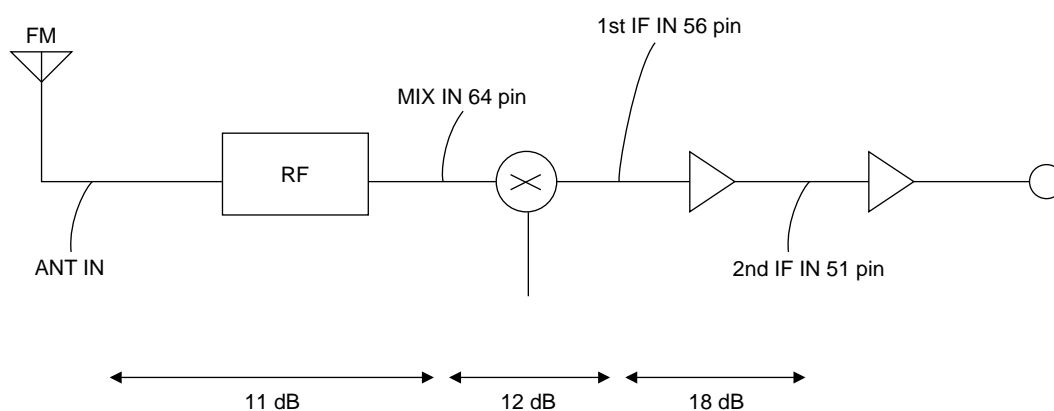 FM
1st IF IN 56 pin
MIX IN 64 pin
RF
ANT IN
2nd IF IN 51 pin
11 dB
12 dB
18 dB